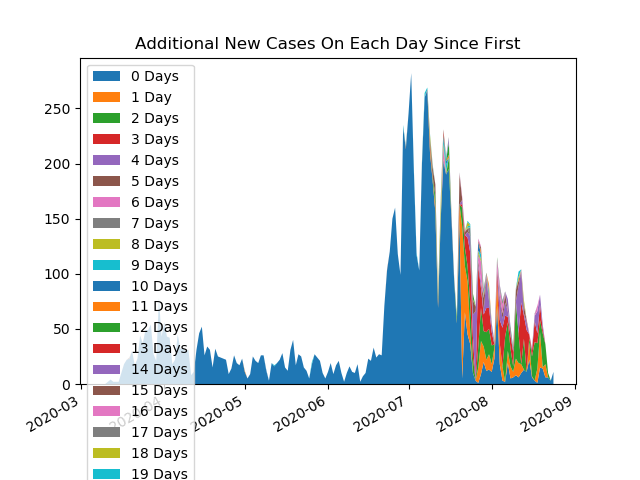 Additional New Cases On Each Day Since First
250
200
150
100
50
0
0 Days
1 Day
2 Days
3 Days
4 Days
5 Days
6 Days
7 Days
8 Days
9 Days
10 Days
11 Days
12 Days
13 Days
14 Days
15 Days
16 Days
17 Days
18 Days
19 Days
2020-03
2020-04
2020-05
2020-06
2020-07
2020-08
2020-09